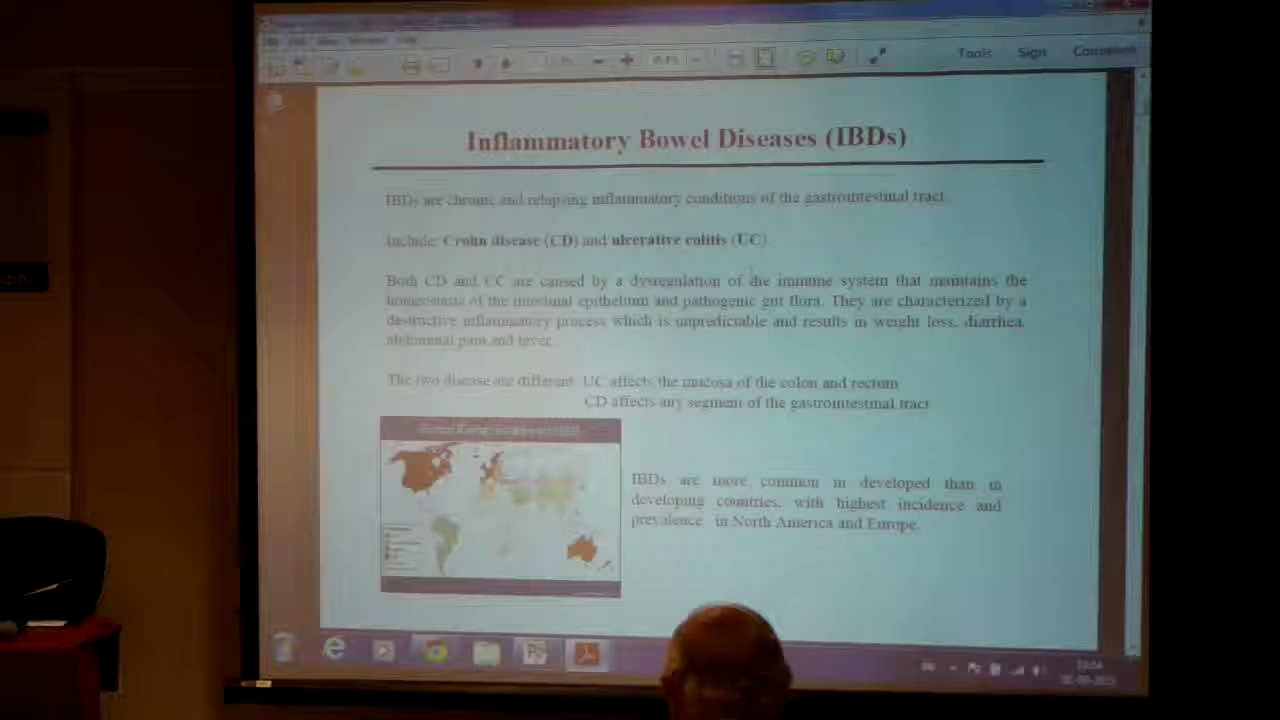 Tools Sign Comment
Inflammatory Bowel Diseases (IBDs)
IBDs are chronic and relapsing inflammatory conditions of the gastrointestinal tract.
Include: Crohn disease (CD) and ulcerative colitis (UC).
Both CD and UC are caused by a dysregulation of the immune system that maintains the
homeostasis of the intestinal epithelium and pathogenic gut flora. They are characterized by a
destructive inflammatory process which is unpredictable and results in weight loss, diarrhea,
abdominal pain and fever.
The two disease are different: UC affects the mucosa of the colon and rectum
CD affects any segment of the gastrointestinal tract
IBDs are more common in developed than in
developing countries, with highest incidence and
prevalence in North America and Europe.